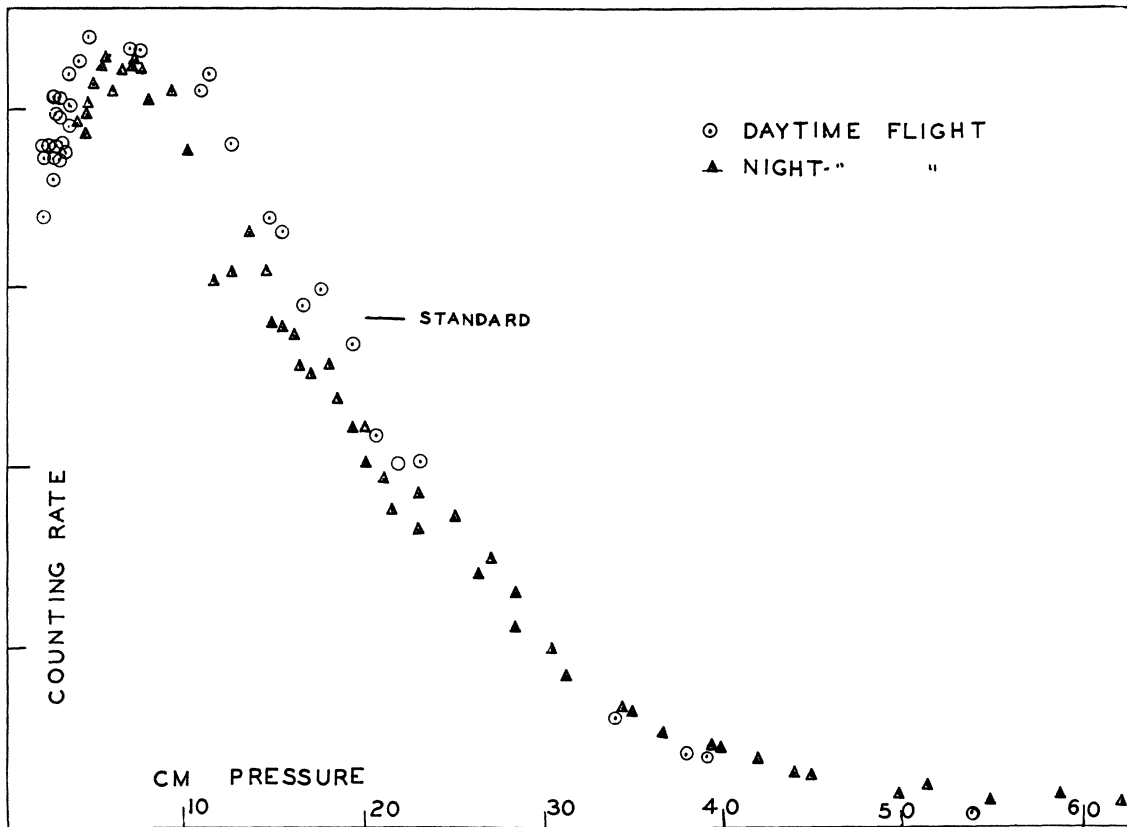 DAYTIME FLIGHT
NIGHT-" "
STANDARD
COUNTING RATE
CM PRESSURE
10 20 30 40 50 60